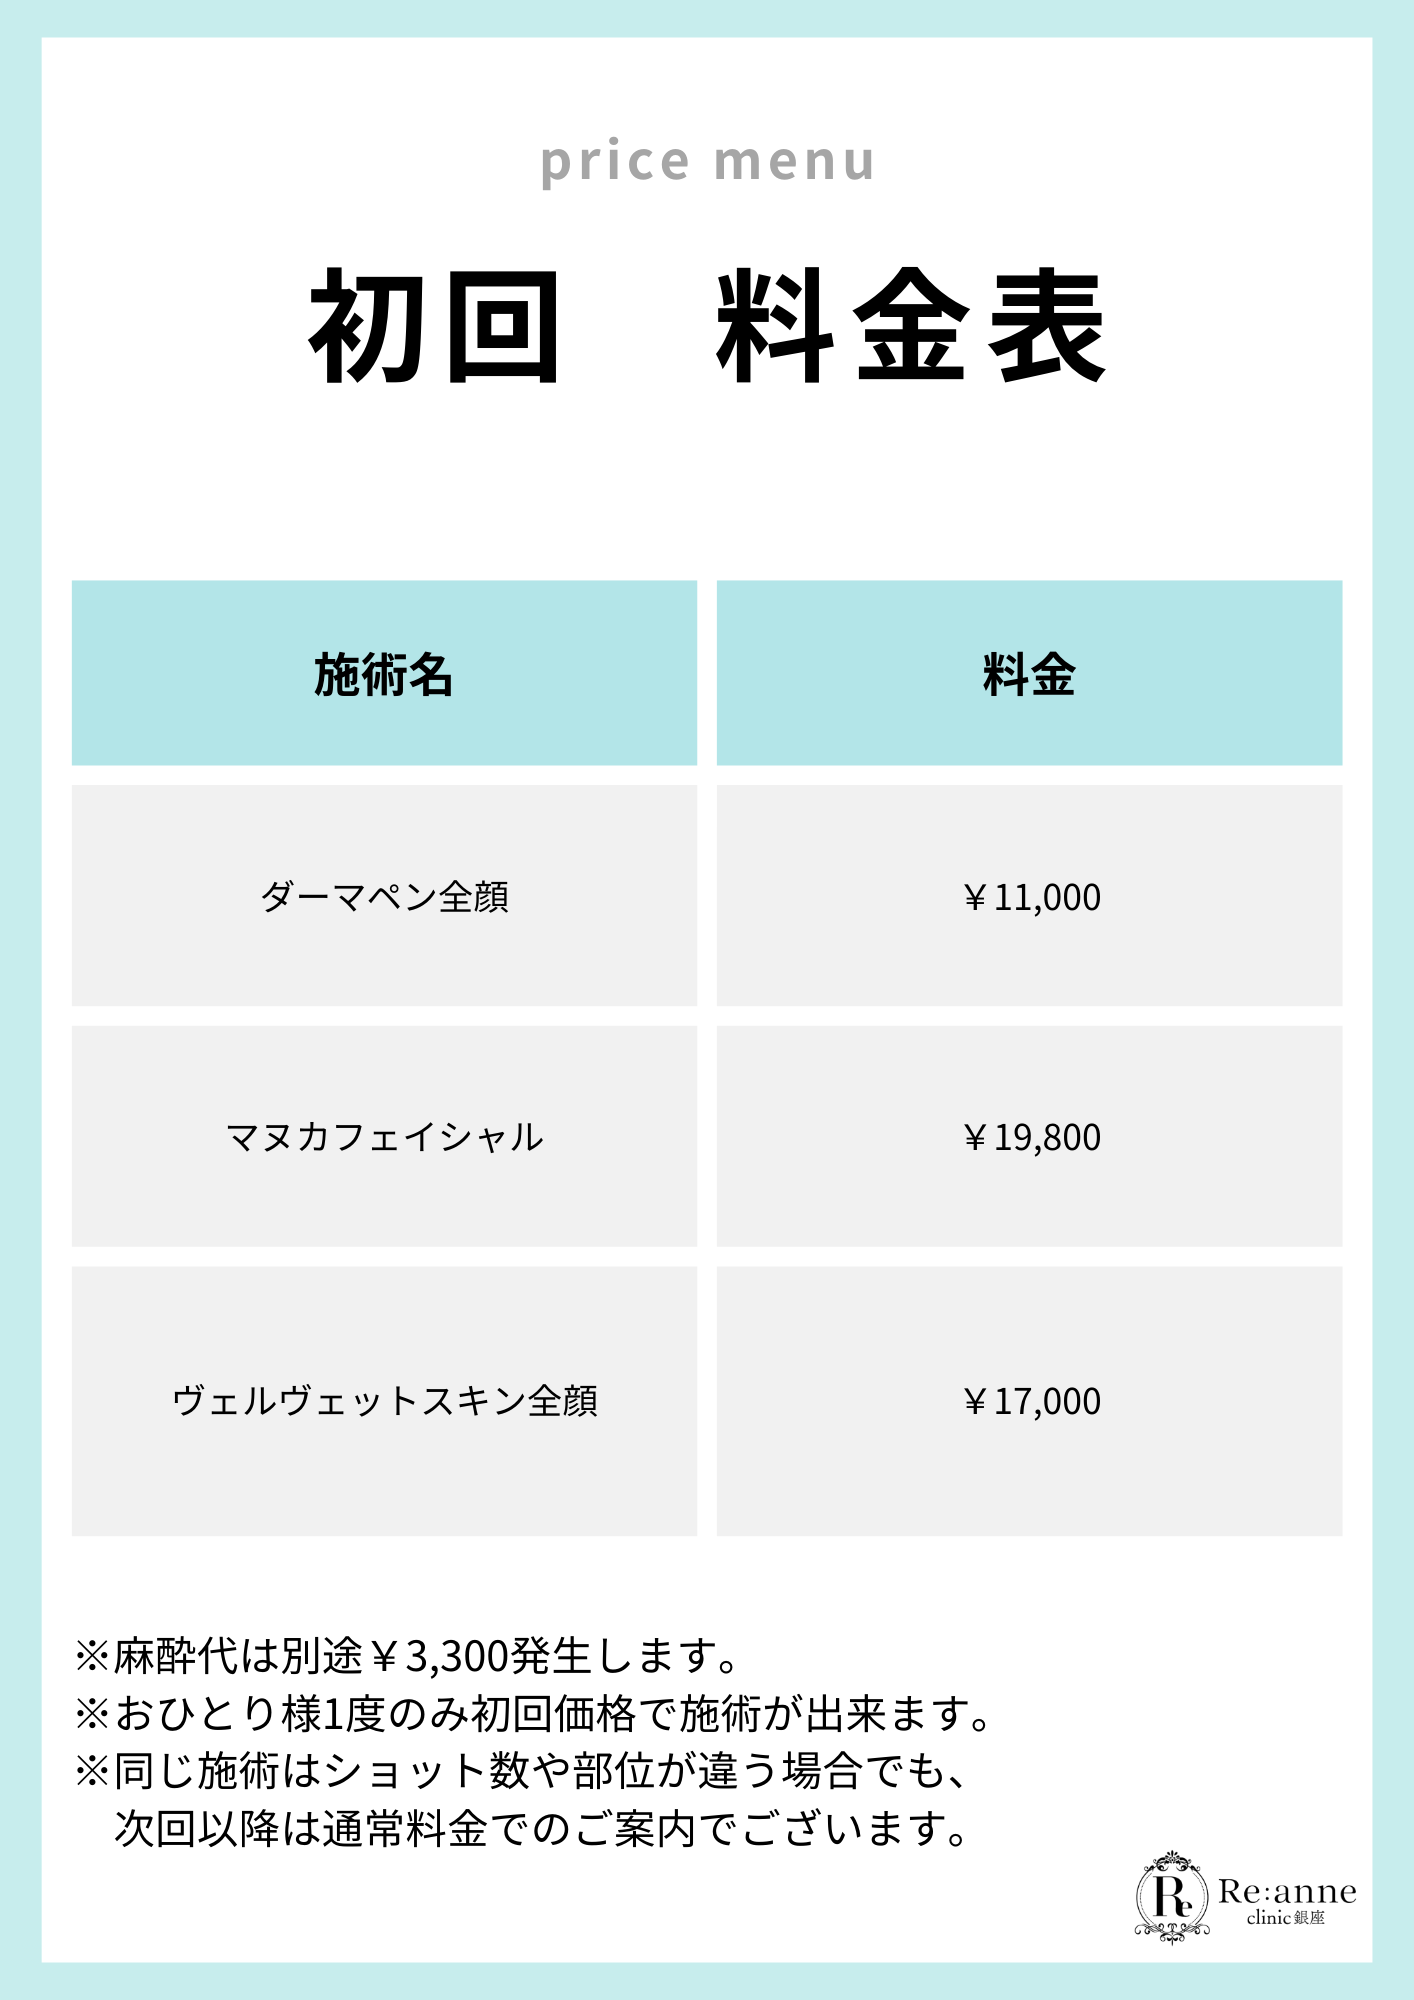 price menu
初回　料金表
施術名
料金
ダーマペン全顔
￥11,000
マヌカフェイシャル
￥19,800
ヴェルヴェットスキン全顔
￥17,000
※麻酔代は別途￥3,300発生します。
※おひとり様1度のみ初回価格で施術が出来ます。
※同じ施術はショット数や部位が違う場合でも、
　次回以降は通常料金でのご案内でございます。
Re
Re:anne
clinic 銀座